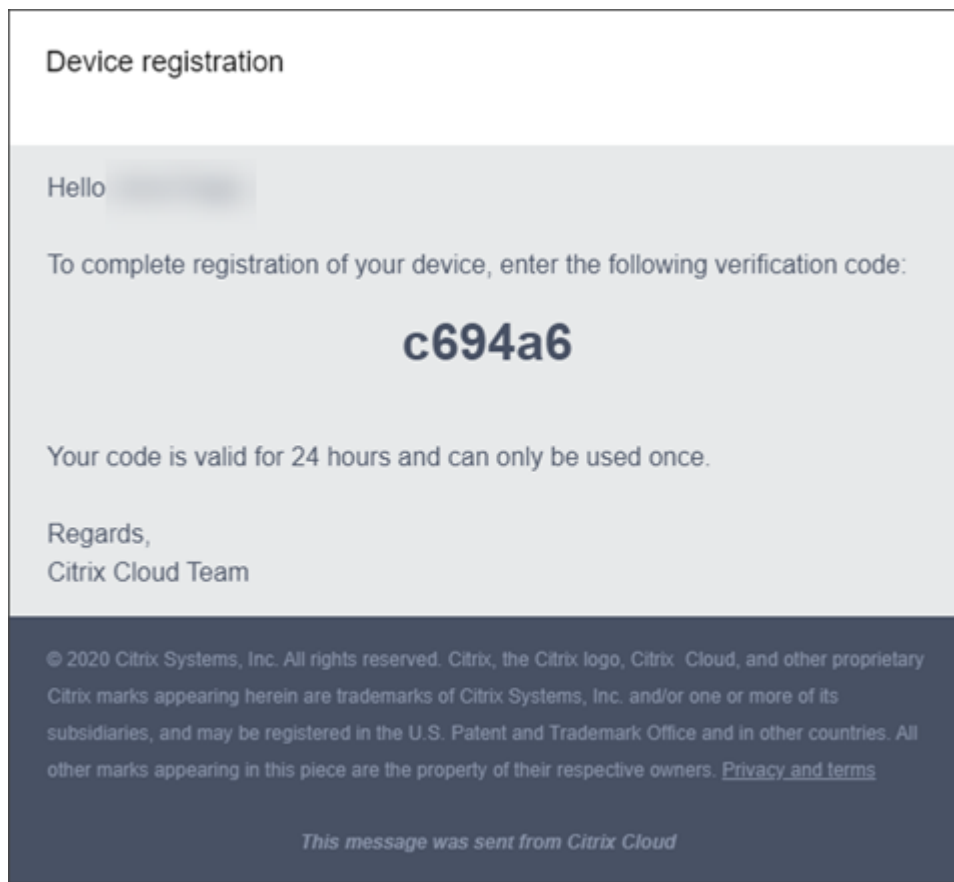 Device registration
Hello
To complete registration of your device, enter the following verification code:
c694a6
Your code is valid for 24 hours and can only be used once.
Regards,
Citrix Cloud Team
© 2020 Citrix Systems, Inc. All rights reserved. Citrix, the Citrix logo, Citrix Cloud, and other proprietary
Citrix marks appearing herein are trademarks of Citrix Systems, Inc. and/or one or more of its
subsidiaries, and may be registered in the U.S. Patent and Trademark Office and in other countries. All
other marks appearing in this piece are the property of their respective owners. Privacy and terms
This message was sent from Citrix Cloud